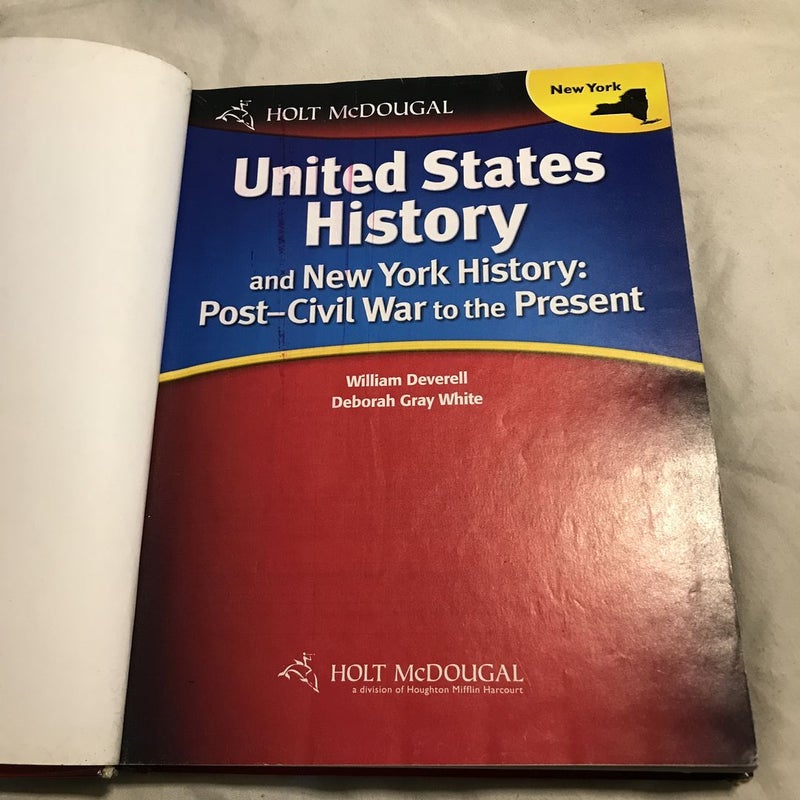 HOLT McDOUGAL
New York
United States
History
and New York History:
Post–Civil War to the Present
William Deverell
Deborah Gray White
HOLT McDOUGAL
a division of Houghton Mifflin Harcourt